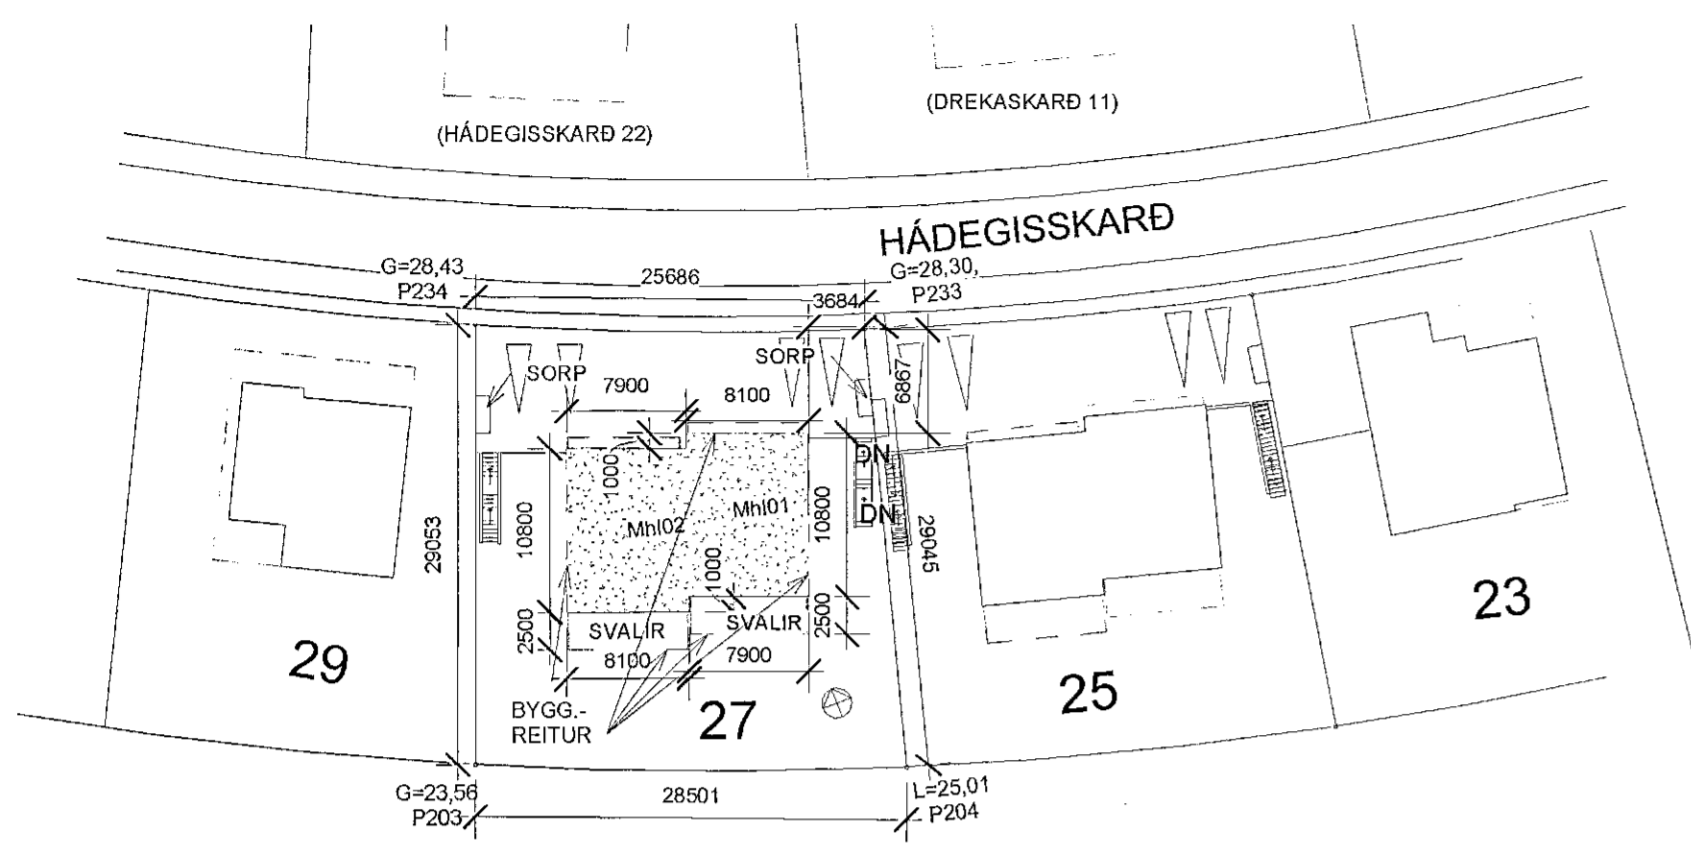 (HÁDEGISSKARÐ 22)
(DREKASKARÐ 11)
HÁDEGISSKARÐ
G=28,43
P234
25686
G=28,30,
P233
3684
SORP
SORP
7900
8100
6867
1000
DN
DN
Mhl02
Mhl01
10800
10800
29053
29045
1000
2500
2500
SVALIR
SVALIR
8100
7900
29
27
25
23
BYGG.-
REITUR
G=23,56
P203
28501
L=25,01
P204